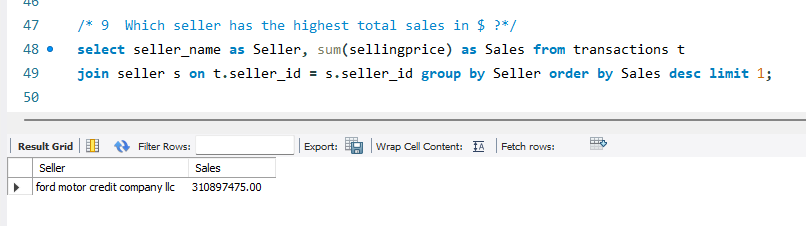 46
47 /* 9  Which seller has the highest total sales in $ ?*/
48 select seller_name as Seller, sum(sellingprice) as Sales from transactions t
49 join seller s on t.seller_id = s.seller_id group by Seller order by Sales desc limit 1;
50
Result Grid Filter Rows: Export: Wrap Cell Content: Fetch rows:
Seller Sales
ford motor credit company llc 310897475.00